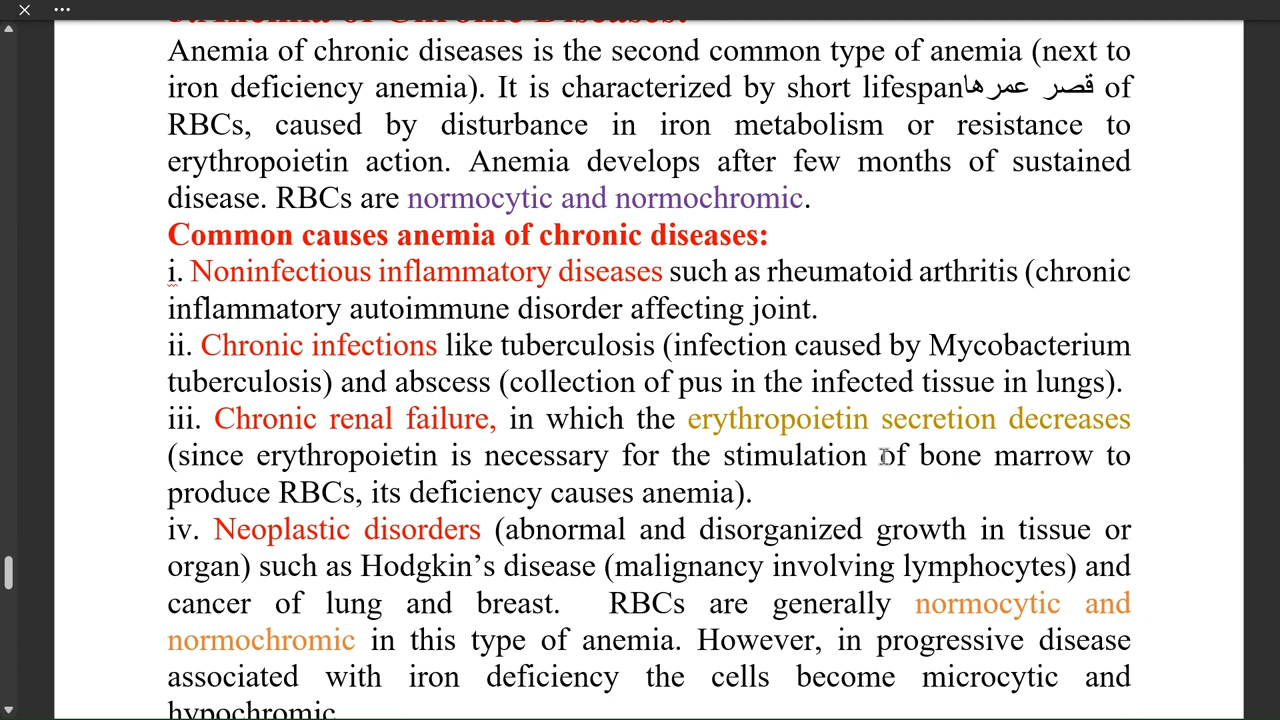 5.Anemia of Chronic Diseases:
Anemia of chronic diseases is the second common type of anemia (next to
iron deficiency anemia). It is characterized by short lifespanقصر عمرها of
RBCs, caused by disturbance in iron metabolism or resistance to
erythropoietin action. Anemia develops after few months of sustained
disease. RBCs are normocytic and normochromic.
Common causes anemia of chronic diseases:
i. Noninfectious inflammatory diseases such as rheumatoid arthritis (chronic
inflammatory autoimmune disorder affecting joint.
ii. Chronic infections like tuberculosis (infection caused by Mycobacterium
tuberculosis) and abscess (collection of pus in the infected tissue in lungs).
iii. Chronic renal failure, in which the erythropoietin secretion decreases
(since erythropoietin is necessary for the stimulation of bone marrow to
produce RBCs, its deficiency causes anemia).
iv. Neoplastic disorders (abnormal and disorganized growth in tissue or
organ) such as Hodgkin’s disease (malignancy involving lymphocytes) and
cancer of lung and breast. RBCs are generally normocytic and
normochromic in this type of anemia. However, in progressive disease
associated with iron deficiency the cells become microcytic and
hypochromic